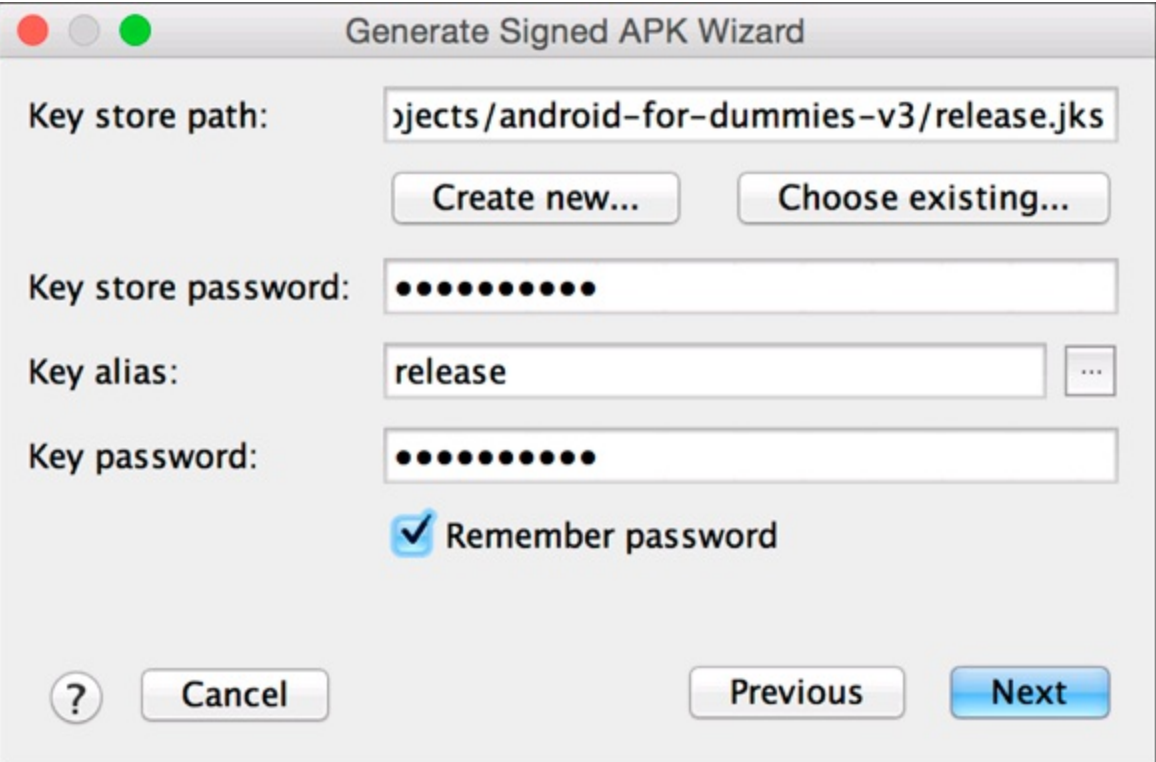 Generate Signed APK Wizard
Key store path: ojects/android-for-dummies-v3/release.jks
Create new... Choose existing...
Key store password: ••••••••••
Key alias: release ...
Key password: ••••••••••
Remember password
? Cancel Previous Next